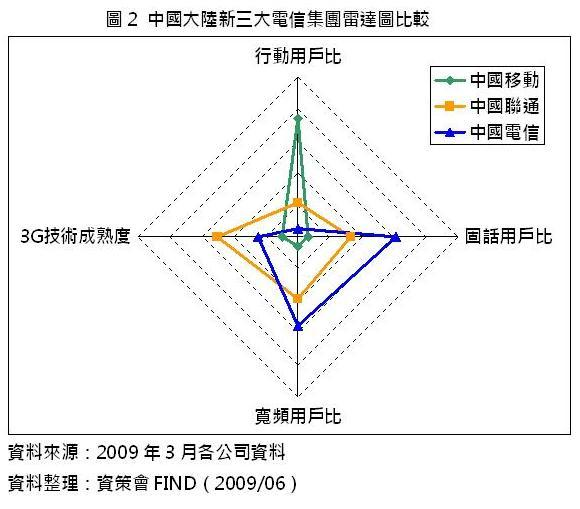 圖 2 中國大陸新三大電信集團雷達圖比較
行動用戶比
中國移動
中國聯通
中國電信
3G技術成熟度
固話用戶比
寬頻用戶比
資料來源：2009 年 3 月各公司資料
資料整理：資策會 FIND（2009/06）